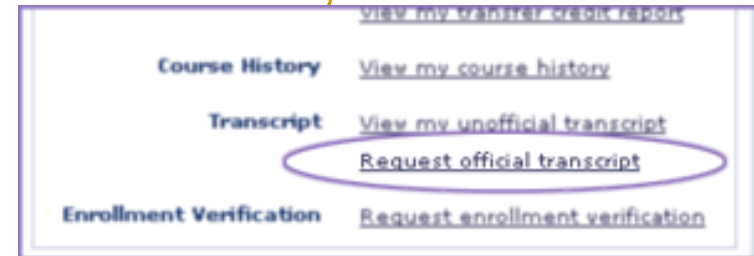 View my transfer credit report
Course History View my course history
Transcript View my unofficial transcript
Request official transcript
Enrollment Verification Request enrollment verification